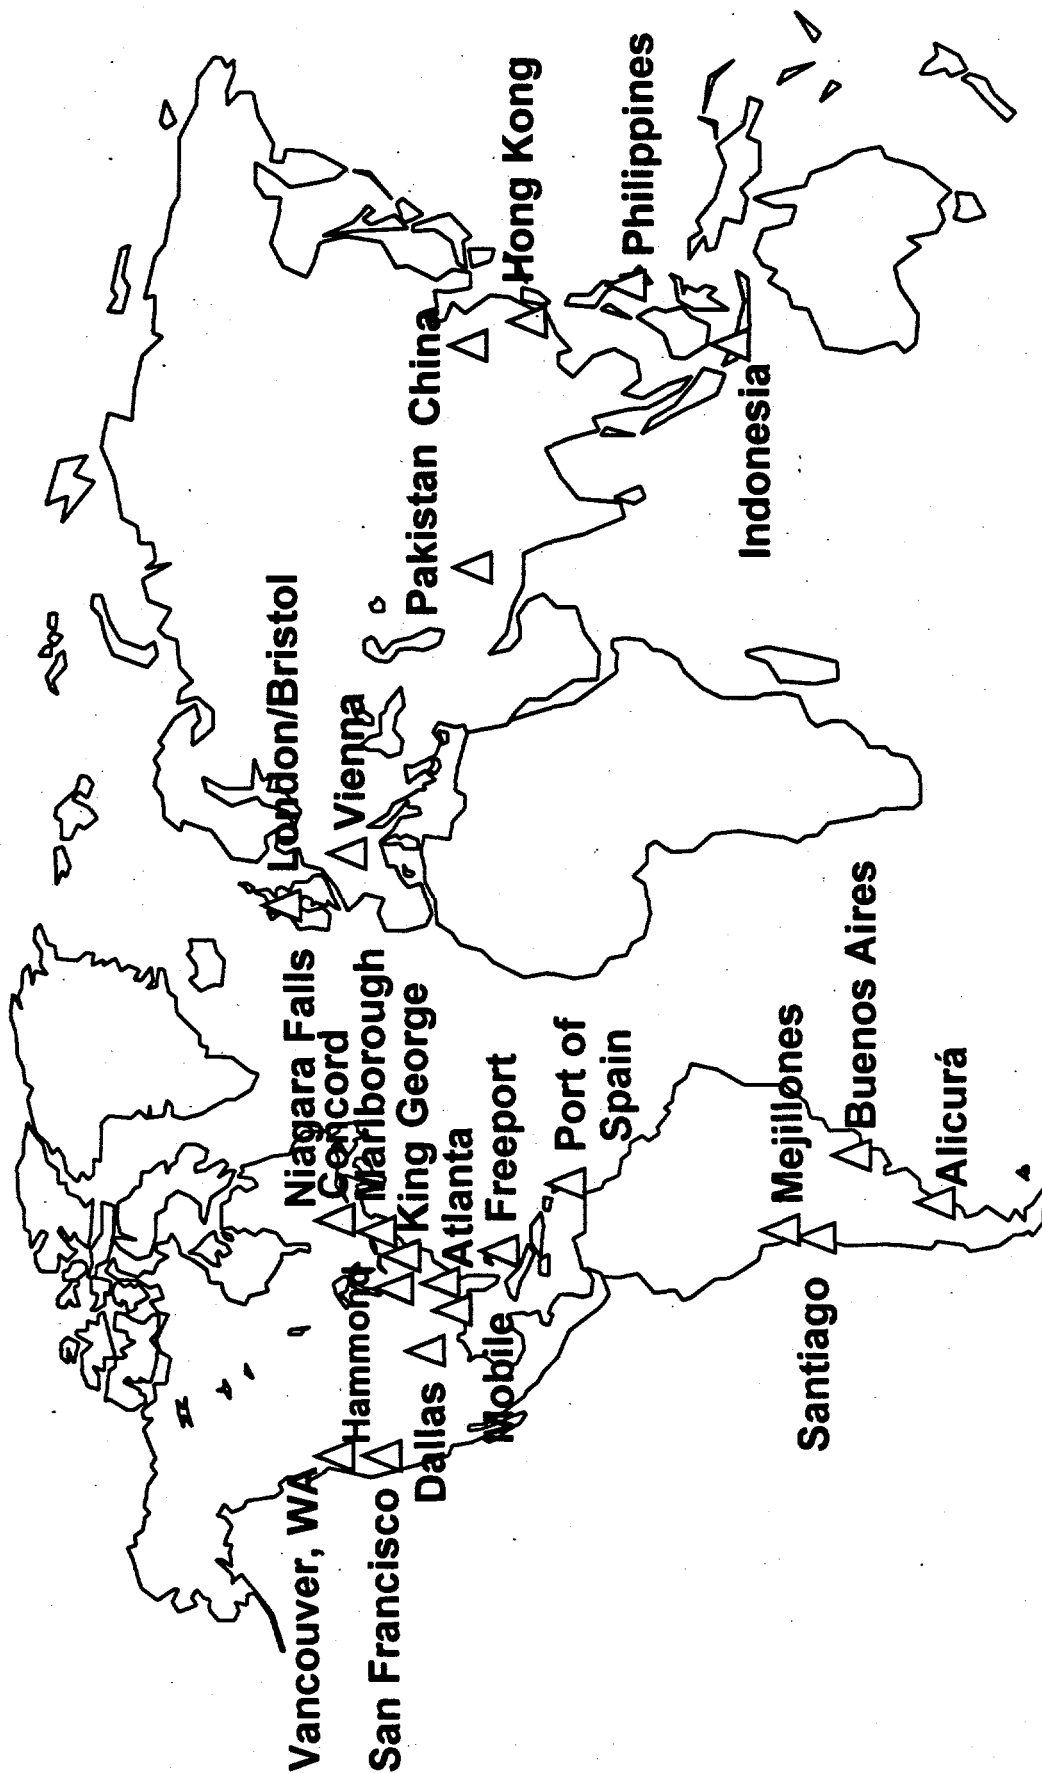 Vancouver, WA
San Francisco
Hammond
Dallas
Mobile
Niagara Falls
Concord
Marlborough
King George
Atlanta
Freeport
Port of
Spain
Mejillones
Santiago
Buenos Aires
Alicurá
London/Bristol
Vienna
Pakistan China
Hong Kong
Philippines
Indonesia